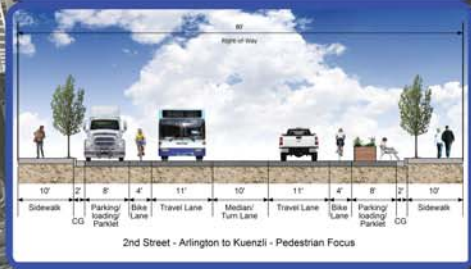 80'
Right-of-Way
10' 2' 8' 4' 11' 10' 11' 4' 8' 2' 10'
Sidewalk CG Parking/ loading/ Parklet Bike Lane Travel Lane Median/ Turn Lane Travel Lane Bike Lane Parking/ loading/ Parklet CG Sidewalk
2nd Street - Arlington to Kuenzli - Pedestrian Focus